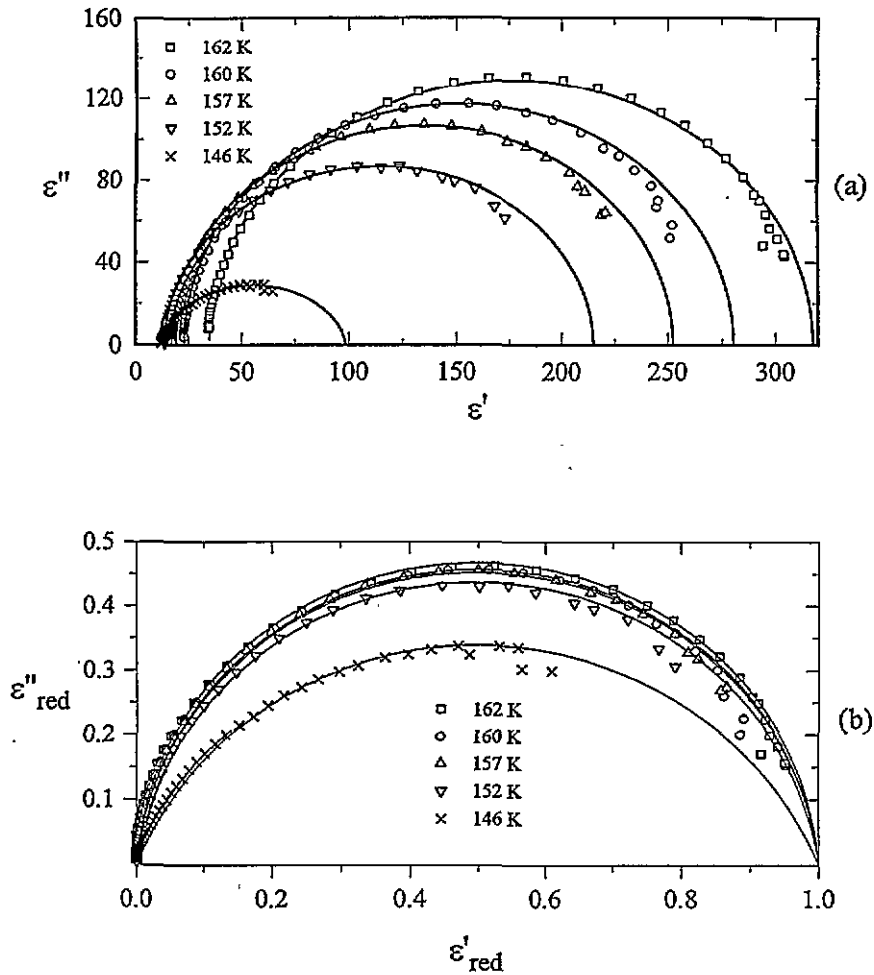 160
120
80
40
0
ε''
□ 162 K
○ 160 K
△ 157 K
▽ 152 K
× 146 K
(a)
0 50 100 150 200 250 300
ε'
0.5
0.4
0.3
0.2
0.1
ε''red
□ 162 K
○ 160 K
△ 157 K
▽ 152 K
× 146 K
(b)
0.0 0.2 0.4 0.6 0.8 1.0
ε'red